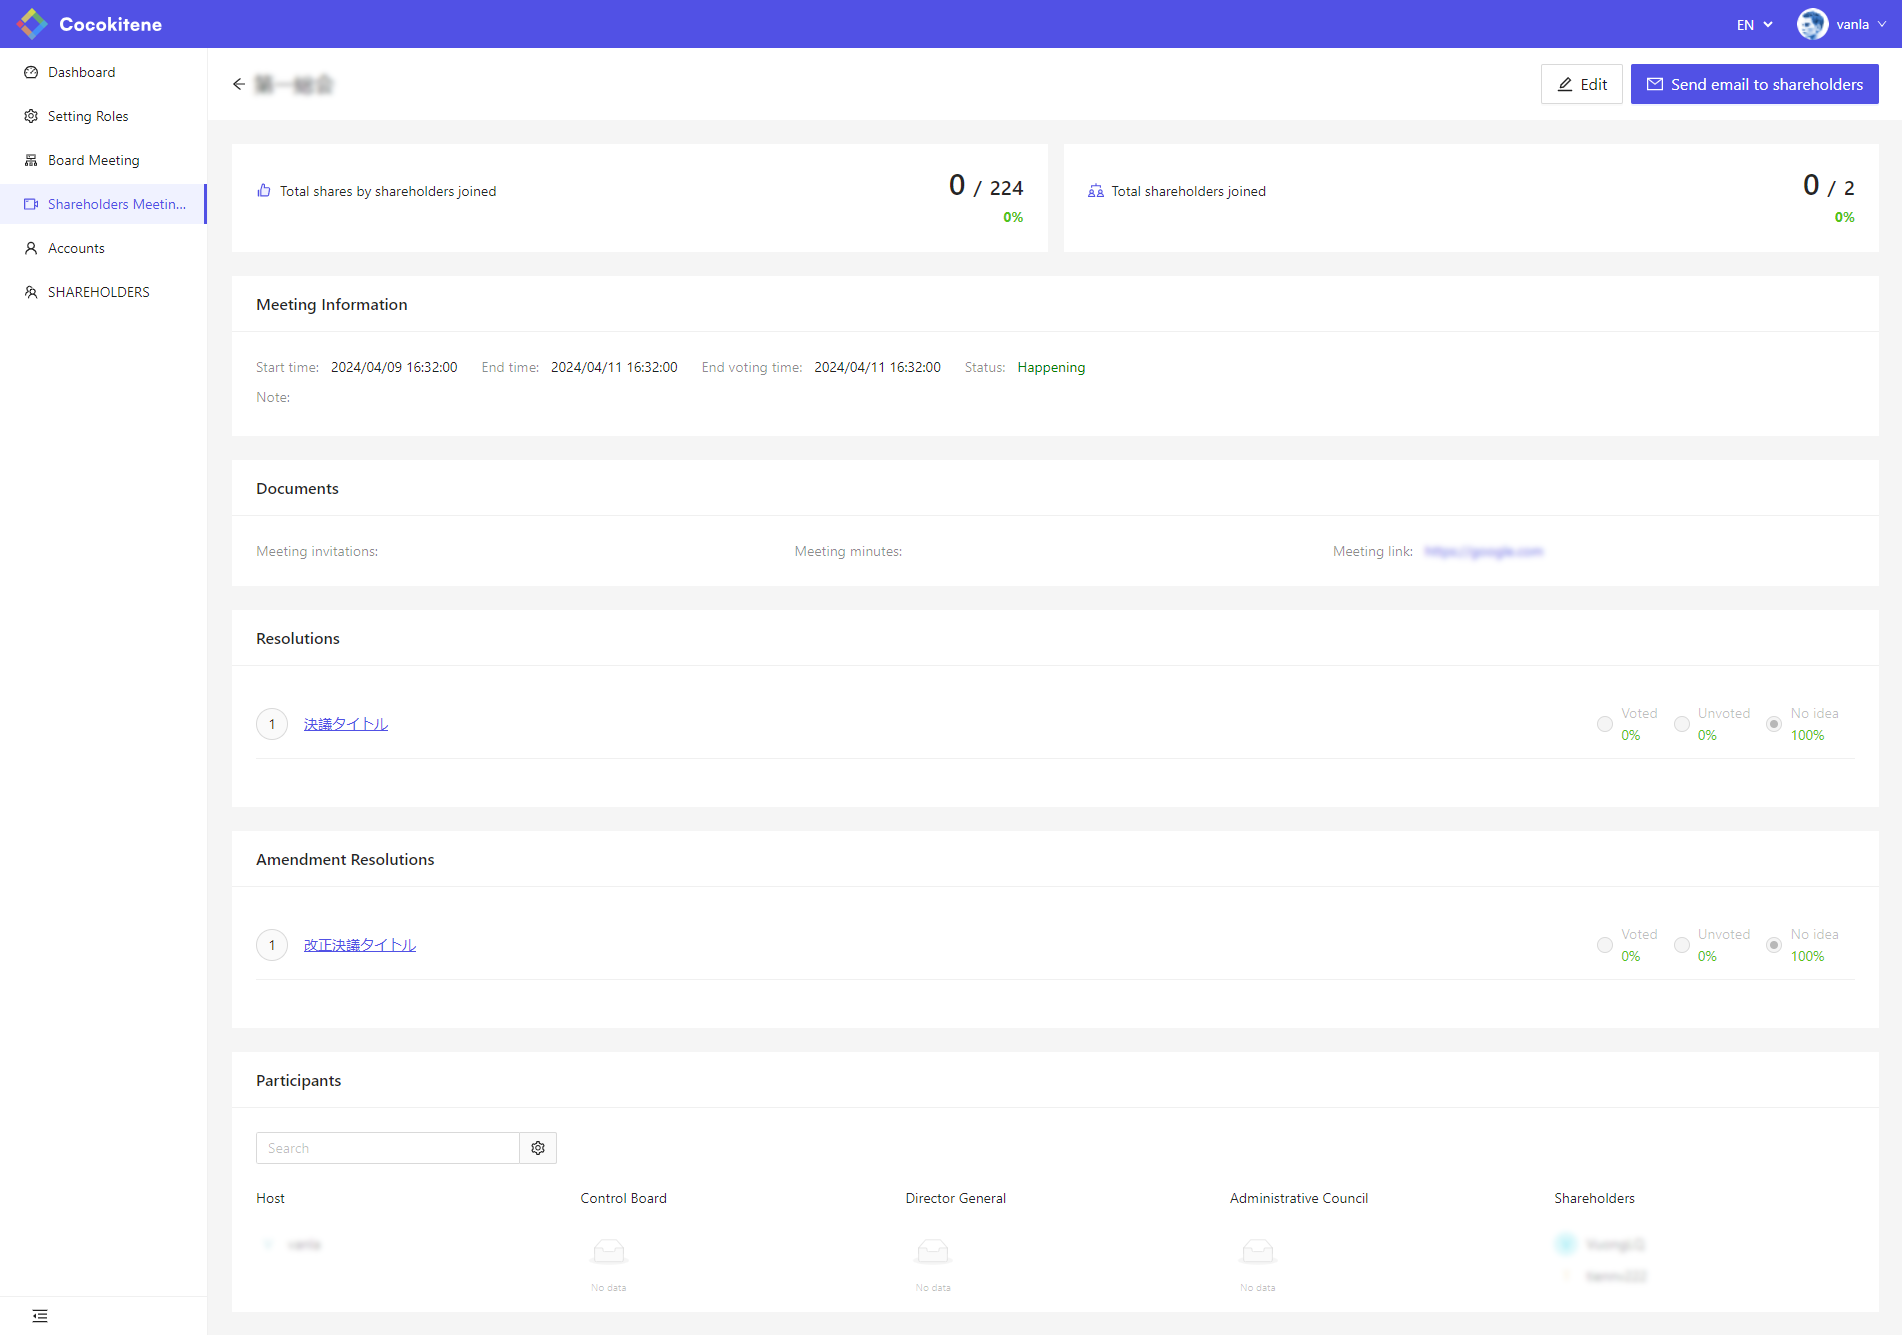 Cocokitene
EN
vanla
Dashboard
Setting Roles
Board Meeting
Shareholders Meetin...
Accounts
SHAREHOLDERS
Edit
Send email to shareholders
Total shares by shareholders joined
0 / 224
0%
Total shareholders joined
0 / 2
0%
Meeting Information
Start time: 2024/04/09 16:32:00 End time: 2024/04/11 16:32:00 End voting time: 2024/04/11 16:32:00 Status: Happening
Note:
Documents
Meeting invitations: Meeting minutes: Meeting link:
Resolutions
1 決議タイトル
Voted 0%
Unvoted 0%
No idea 100%
Amendment Resolutions
1 改正決議タイトル
Voted 0%
Unvoted 0%
No idea 100%
Participants
Search
Host Control Board Director General Administrative Council Shareholders
No data No data No data